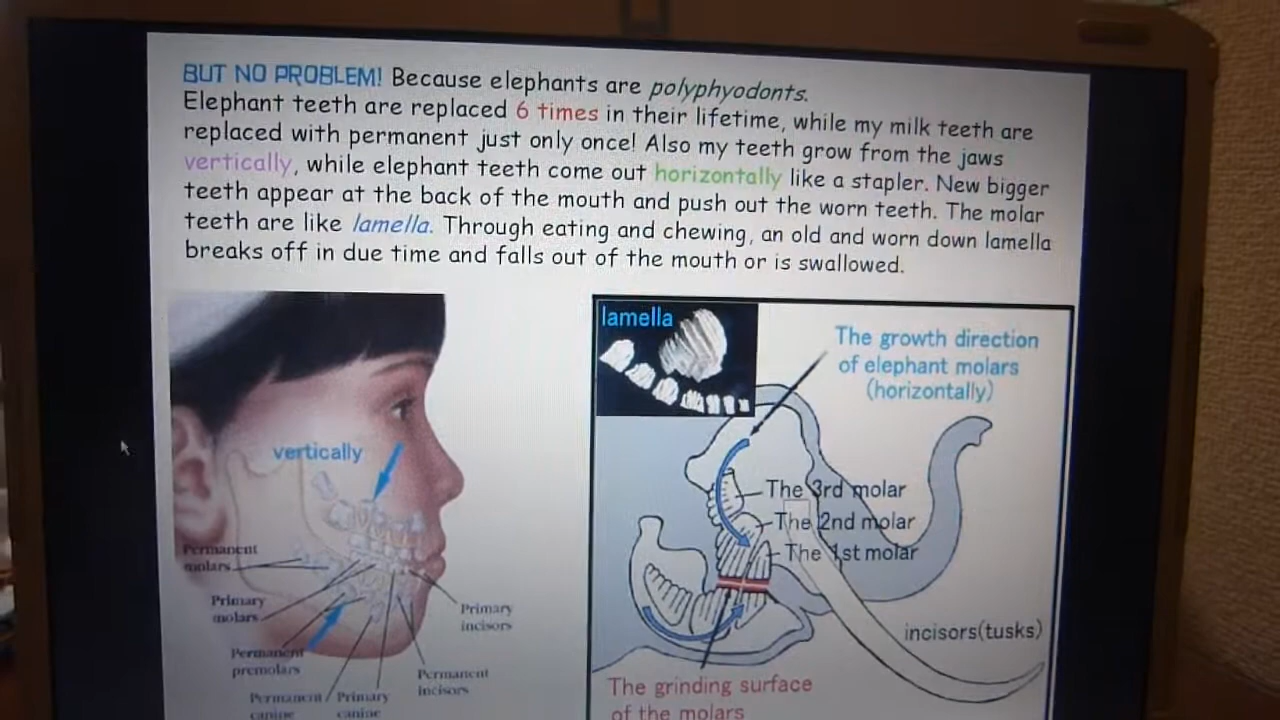 BUT NO PROBLEM! Because elephants are polyphyodonts.
Elephant teeth are replaced 6 times in their lifetime, while my milk teeth are
replaced with permanent just only once! Also my teeth grow from the jaws
vertically, while elephant teeth come out horizontally like a stapler. New bigger
teeth appear at the back of the mouth and push out the worn teeth. The molar
teeth are like lamella. Through eating and chewing, an old and worn down lamella
breaks off in due time and falls out of the mouth or is swallowed.
vertically
Permanent
molars
Primary
molars
Permanent
premolars
Permanent
canine
Primary
canine
Permanent
incisors
Primary
incisors
lamella
The growth direction
of elephant molars
(horizontally)
The 3rd molar
The 2nd molar
The 1st molar
incisors(tusks)
The grinding surface
of the molars